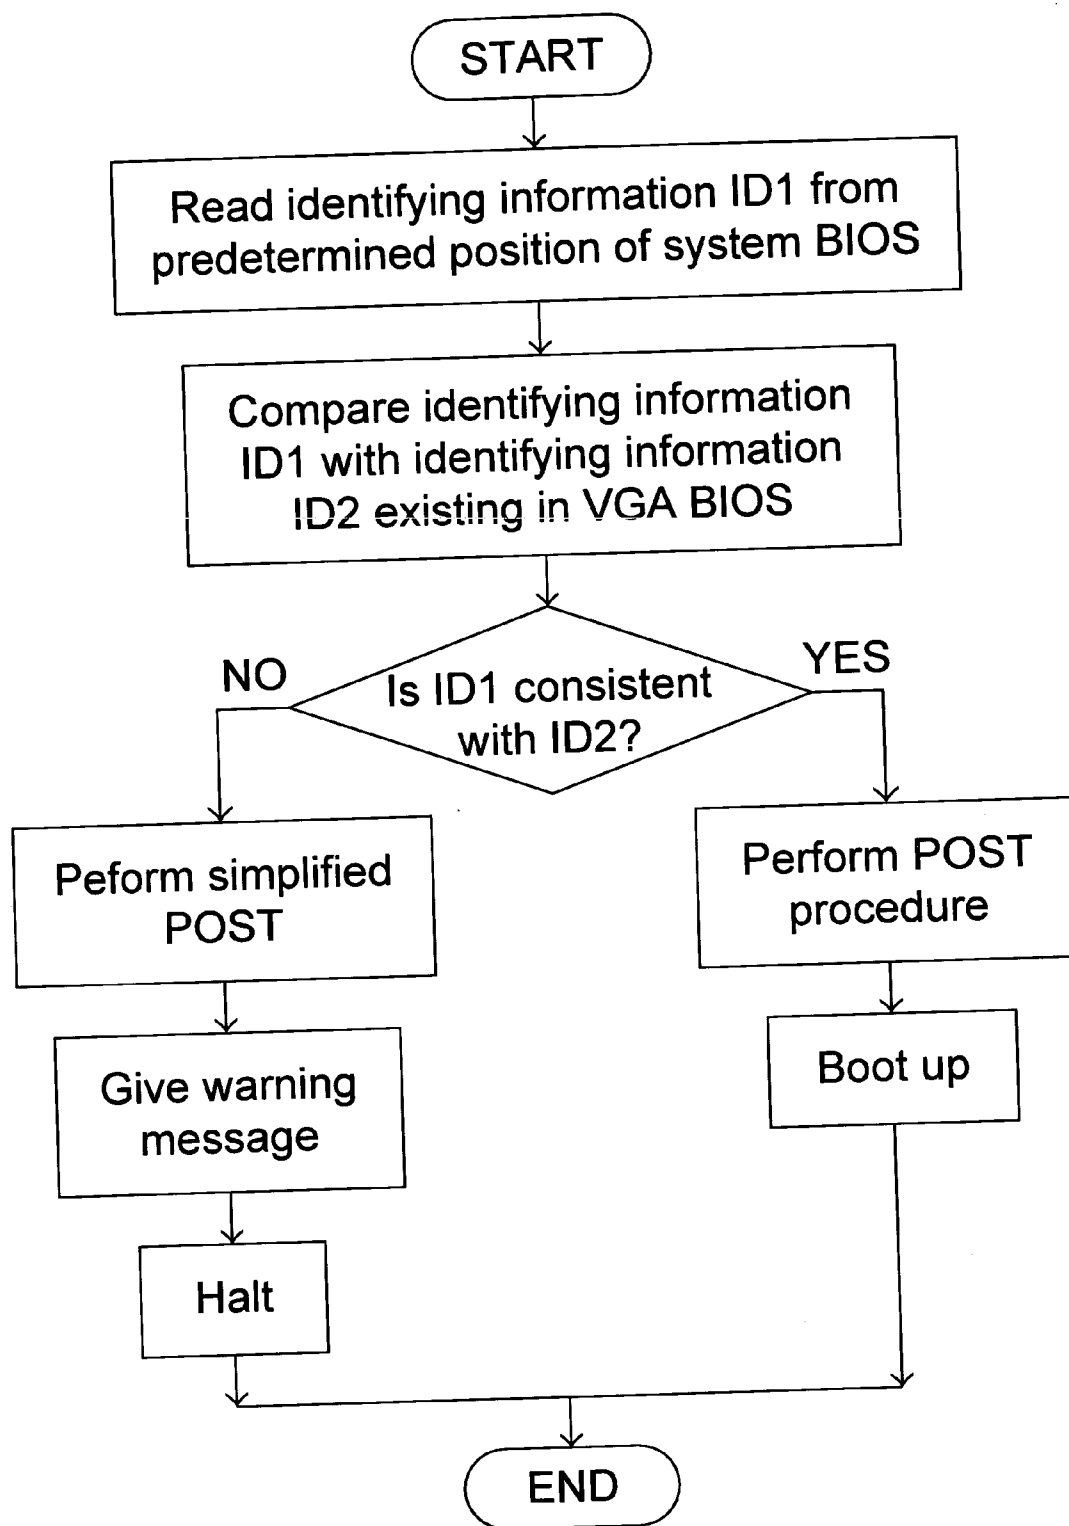 START
Read identifying information ID1 from
predetermined position of system BIOS
Compare identifying information
ID1 with identifying information
ID2 existing in VGA BIOS
NO
YES
Is ID1 consistent
with ID2?
Peform simplified
POST
Perform POST
procedure
Give warning
message
Boot up
Halt
END